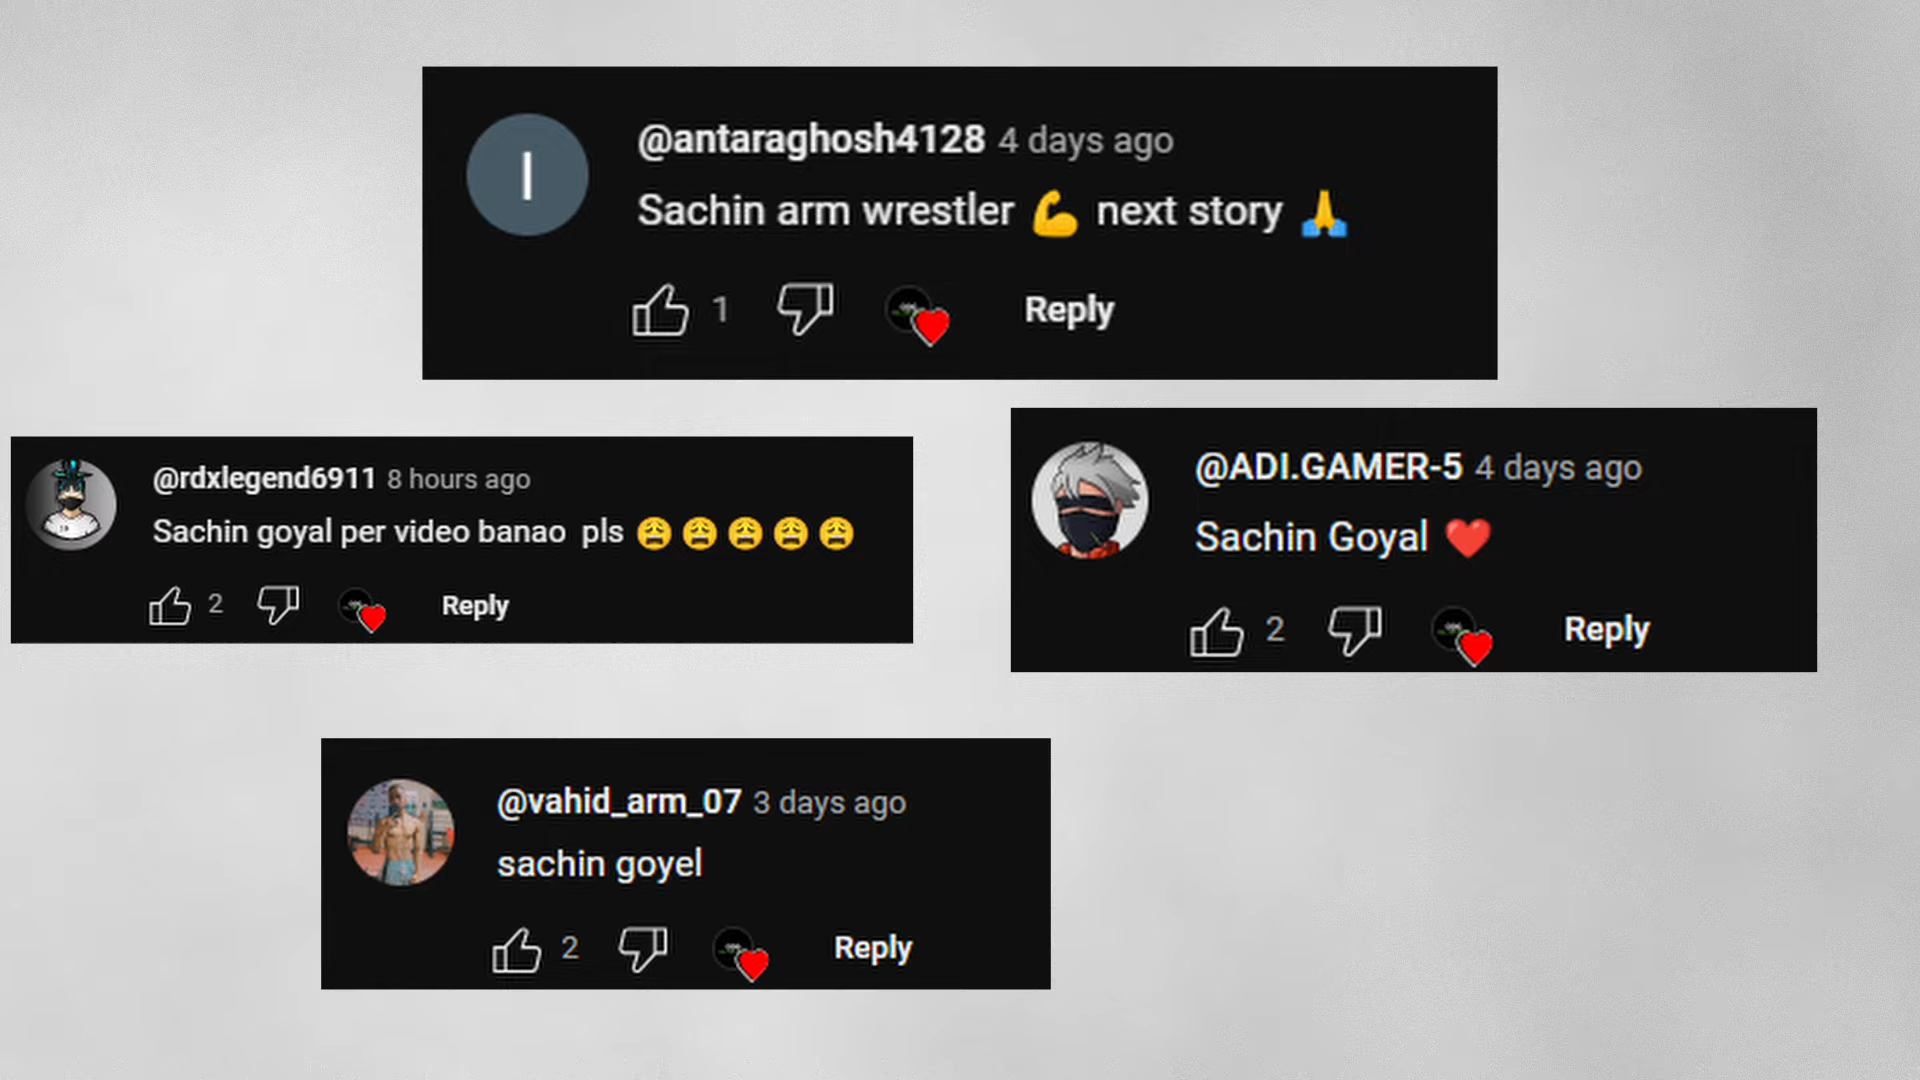 I
@antaraghosh4128 4 days ago
Sachin arm wrestler 💪 next story 🙏
1 Reply
@rdxlegend6911 8 hours ago
Sachin goyal per video banao pls 😩😩😩😩😩
2 Reply
@ADI.GAMER-5 4 days ago
Sachin Goyal ❤️
2 Reply
@vahid_arm_07 3 days ago
sachin goyel
2 Reply